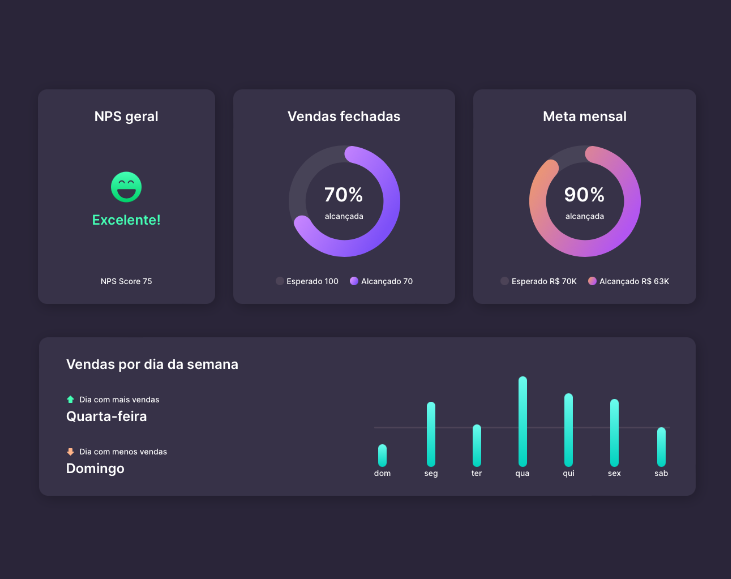 NPS geral
Excelente!
NPS Score 75
Vendas fechadas
70%
alcançada
Esperado 100 Alcançado 70
Meta mensal
90%
alcançada
Esperado R$ 70K Alcançado R$ 63K
Vendas por dia da semana
Dia com mais vendas
Quarta-feira
Dia com menos vendas
Domingo
dom seg ter qua qui sex sab